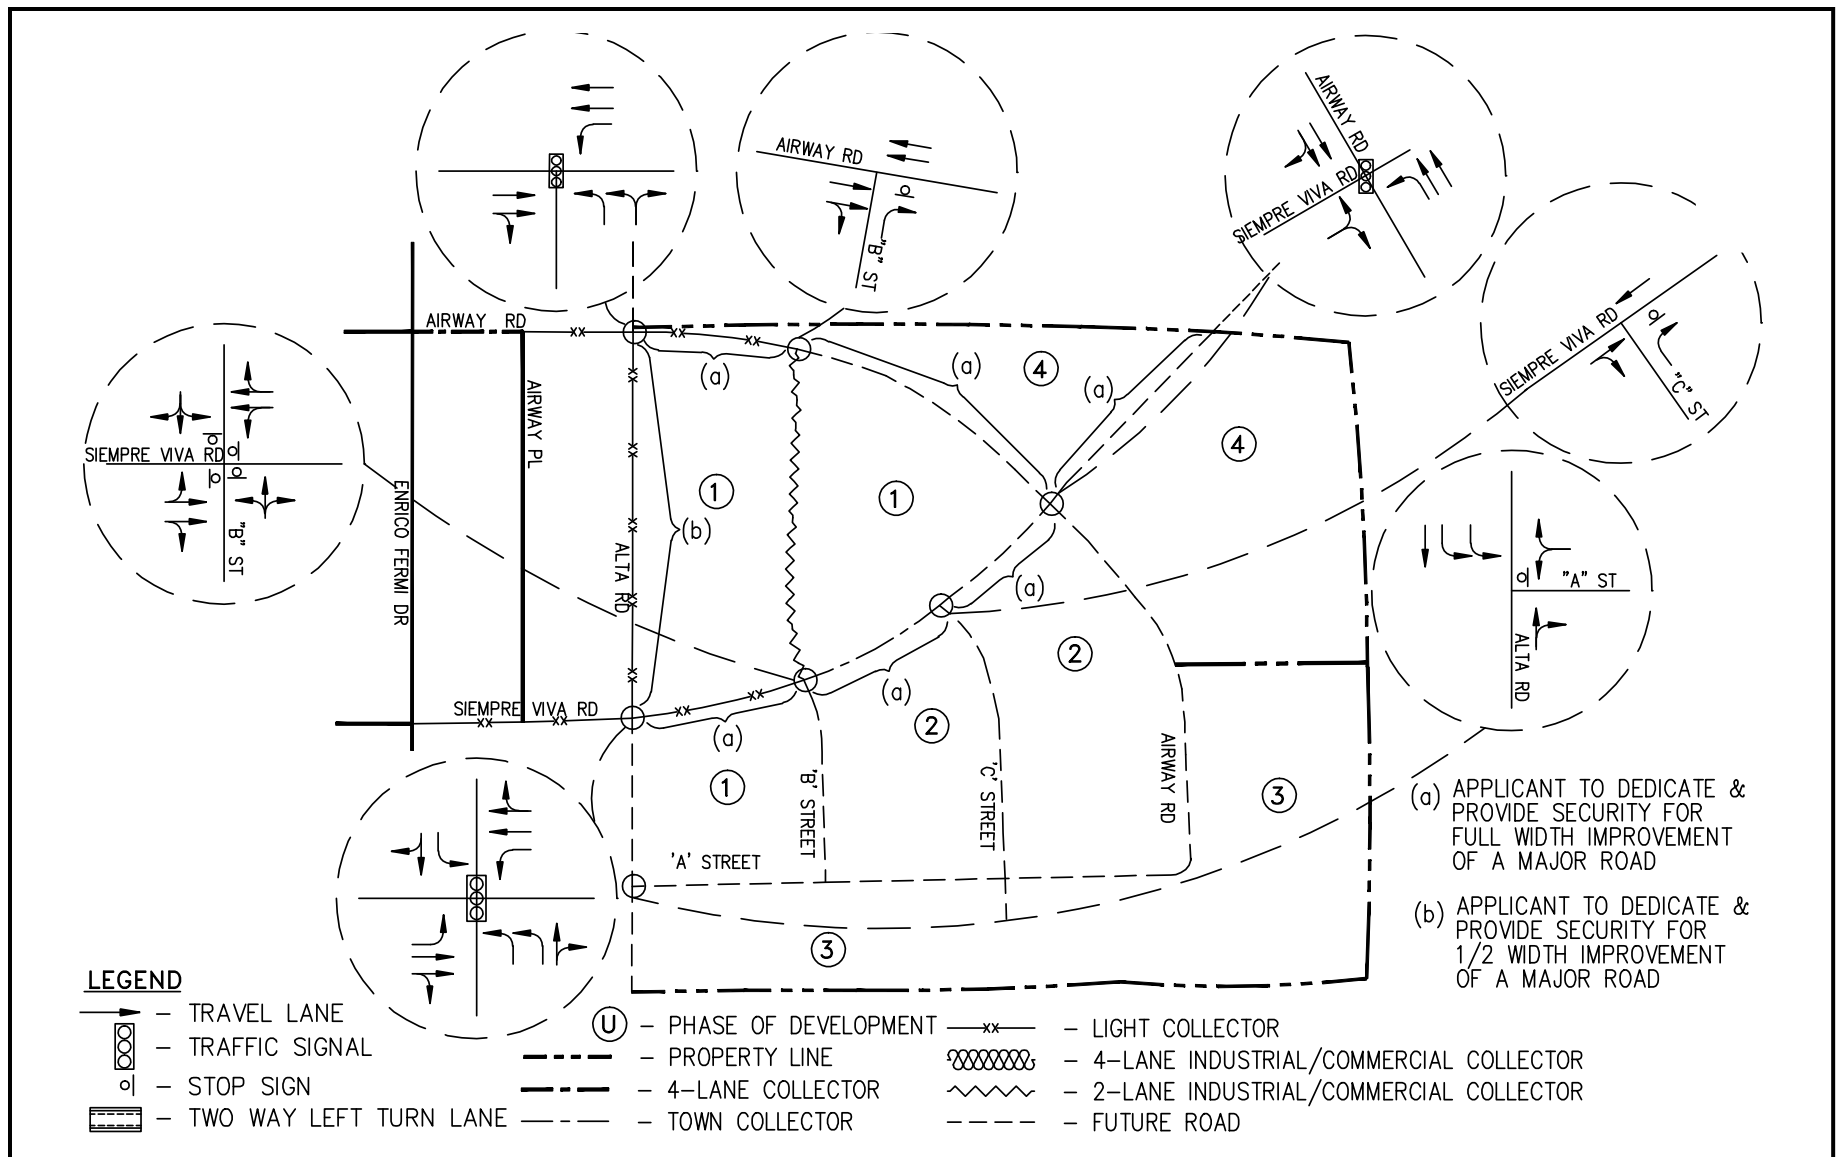 AIRWAY RD
"B" ST
AIRWAY RD
SIEMPRE VIVA RD
SIEMPRE VIVA RD
"C" ST
SIEMPRE VIVA RD
"B" ST
"A" ST
ALTA RD
AIRWAY RD
AIRWAY PL
ENRICO FERMI DR
ALTA RD
SIEMPRE VIVA RD
(a)
(a)
(a)
(b)
(a)
(a)
(a)
4
4
1
1
2
2
1
3
3
'B' STREET
'C' STREET
AIRWAY RD
'A' STREET
(a) APPLICANT TO DEDICATE &
PROVIDE SECURITY FOR
FULL WIDTH IMPROVEMENT
OF A MAJOR ROAD
(b) APPLICANT TO DEDICATE &
PROVIDE SECURITY FOR
1/2 WIDTH IMPROVEMENT
OF A MAJOR ROAD
LEGEND
- TRAVEL LANE
- TRAFFIC SIGNAL
- STOP SIGN
- TWO WAY LEFT TURN LANE
U - PHASE OF DEVELOPMENT
- PROPERTY LINE
- 4-LANE COLLECTOR
- TOWN COLLECTOR
- LIGHT COLLECTOR
- 4-LANE INDUSTRIAL/COMMERCIAL COLLECTOR
- 2-LANE INDUSTRIAL/COMMERCIAL COLLECTOR
- FUTURE ROAD